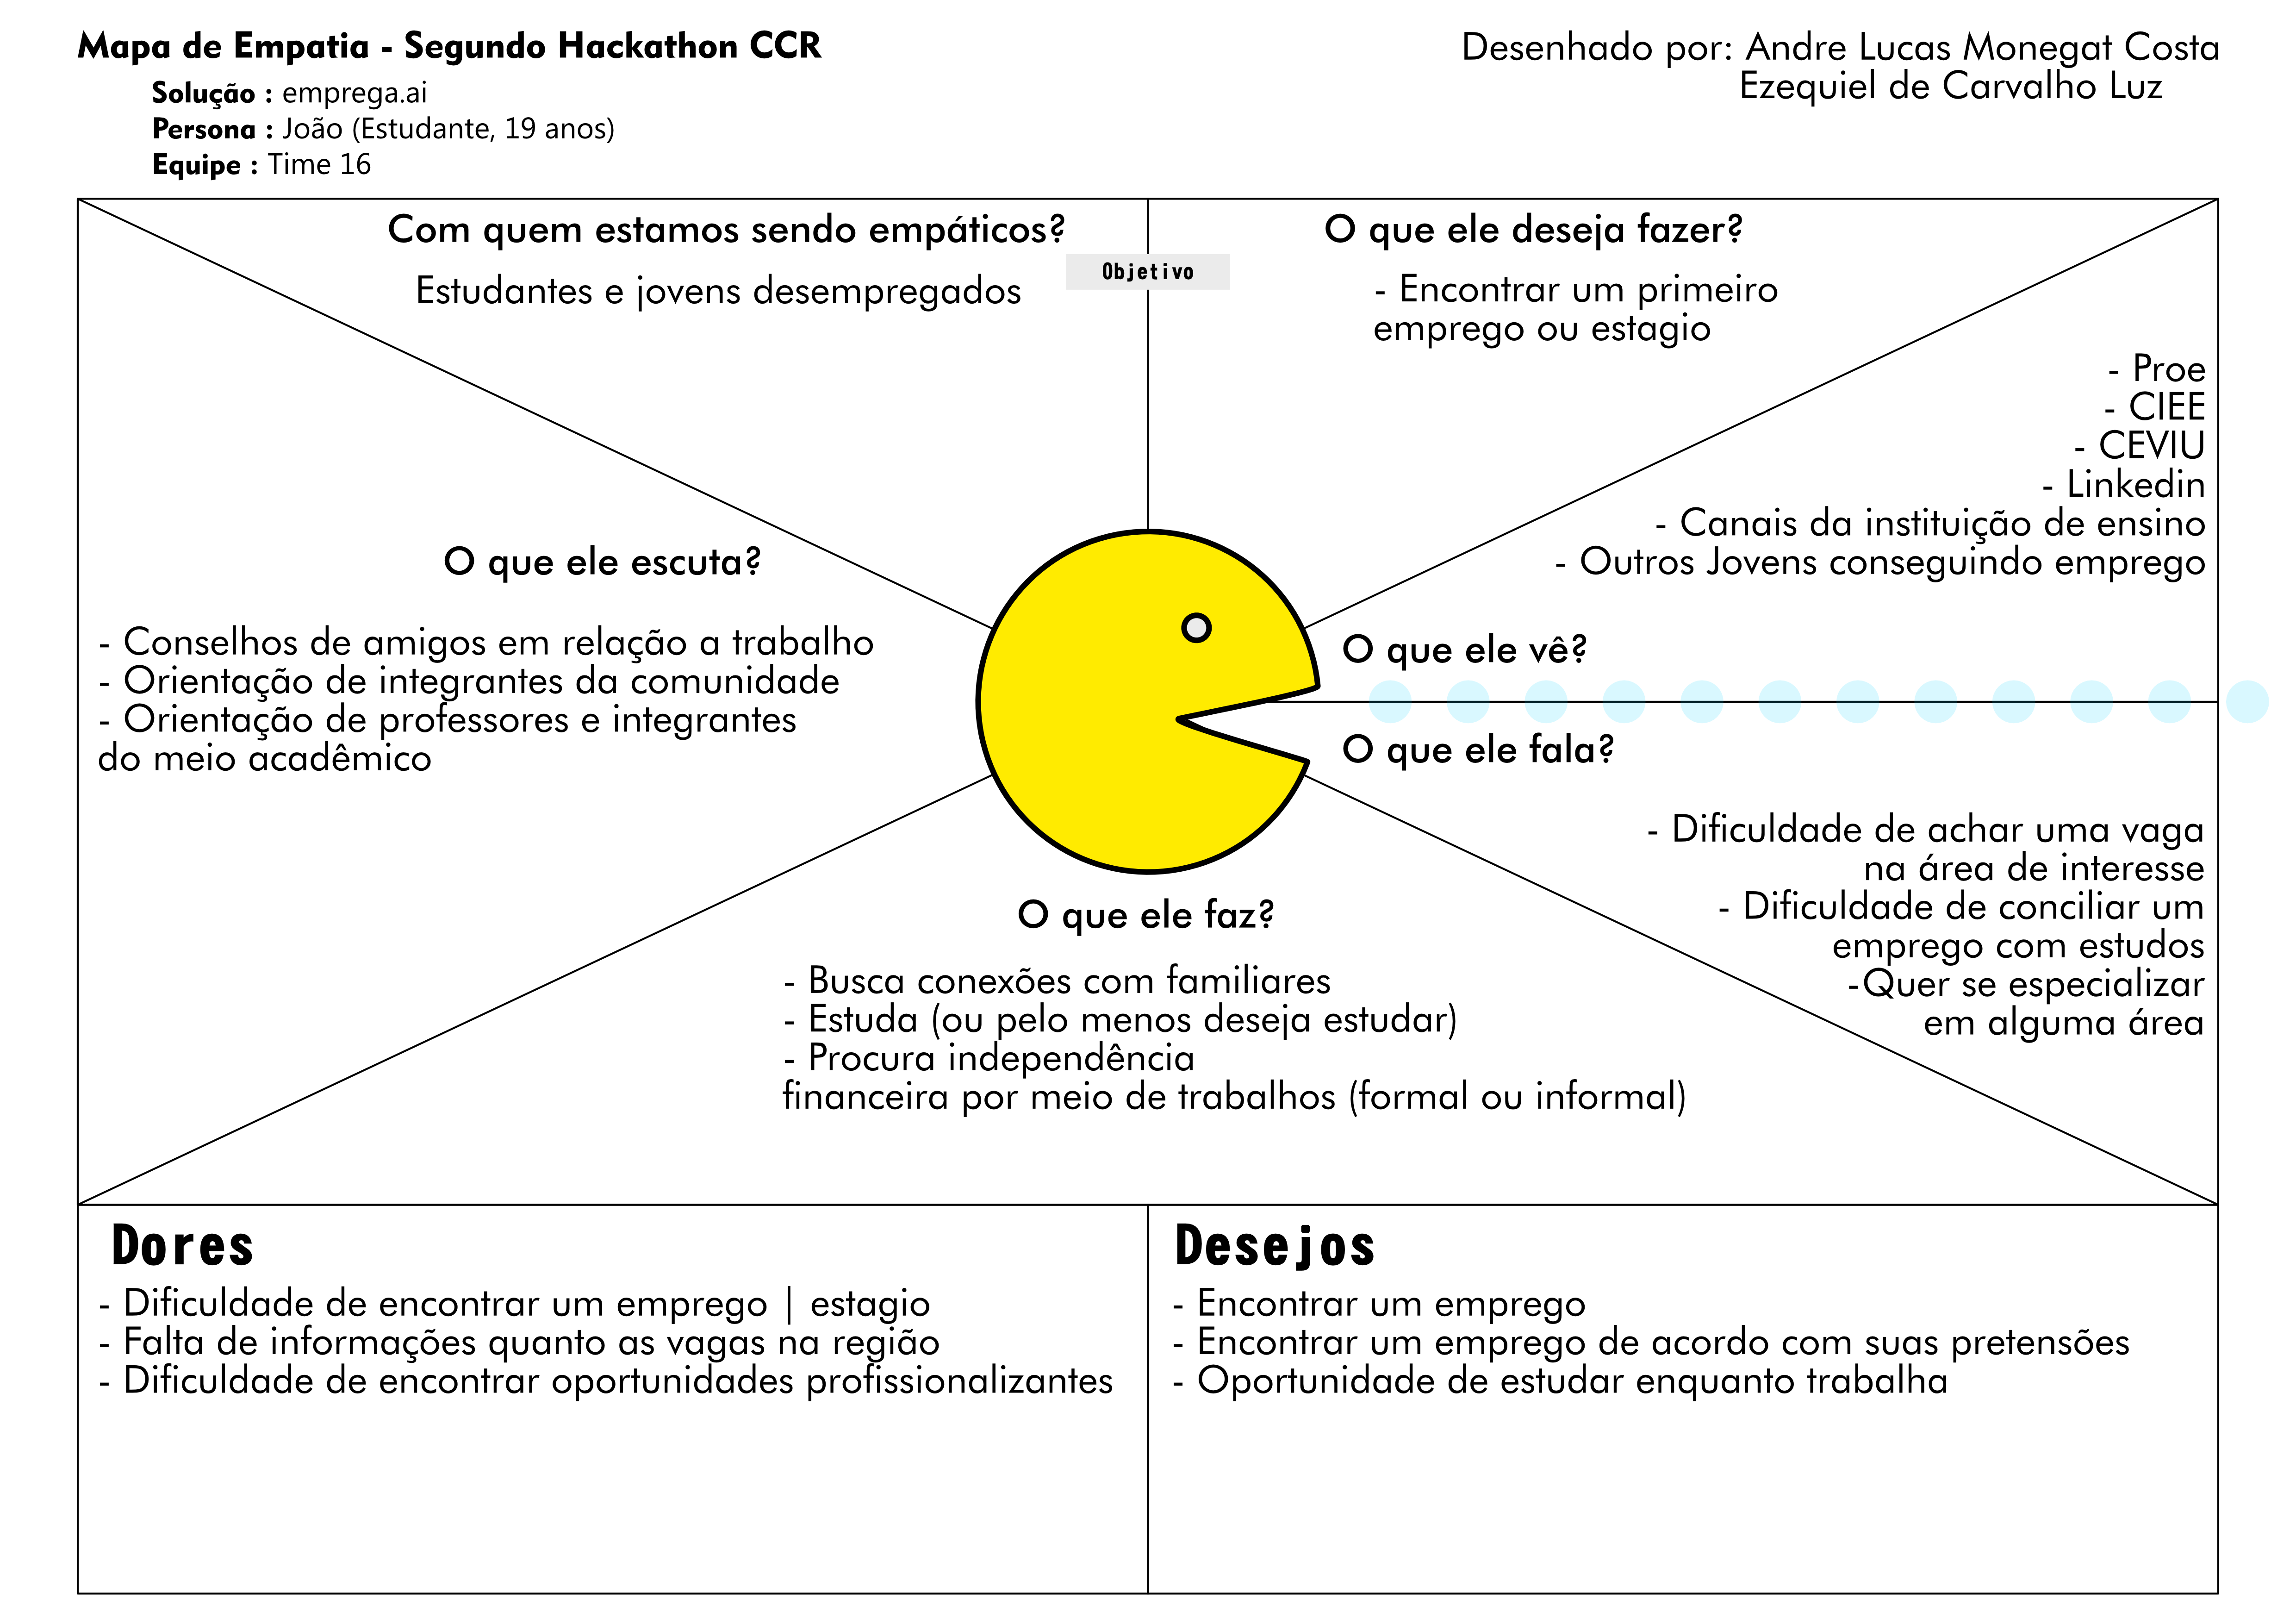 Mapa de Empatia - Segundo Hackathon CCR
Solução : emprega.ai
Persona : João (Estudante, 19 anos)
Equipe : Time 16
Desenhado por: Andre Lucas Monegat Costa
Ezequiel de Carvalho Luz
Com quem estamos sendo empáticos?
Estudantes e jovens desempregados
Objetivo
O que ele deseja fazer?
- Encontrar um primeiro
emprego ou estagio
- Proe
- CIEE
- CEVIU
- Linkedin
- Canais da instituição de ensino
- Outros Jovens conseguindo emprego
O que ele vê?
O que ele escuta?
- Conselhos de amigos em relação a trabalho
- Orientação de integrantes da comunidade
- Orientação de professores e integrantes
do meio acadêmico
O que ele fala?
- Dificuldade de achar uma vaga
na área de interesse
- Dificuldade de conciliar um
emprego com estudos
-Quer se especializar
em alguma área
O que ele faz?
- Busca conexões com familiares
- Estuda (ou pelo menos deseja estudar)
- Procura independência
financeira por meio de trabalhos (formal ou informal)
Dores
- Dificuldade de encontrar um emprego | estagio
- Falta de informações quanto as vagas na região
- Dificuldade de encontrar oportunidades profissionalizantes
Desejos
- Encontrar um emprego
- Encontrar um emprego de acordo com suas pretensões
- Oportunidade de estudar enquanto trabalha